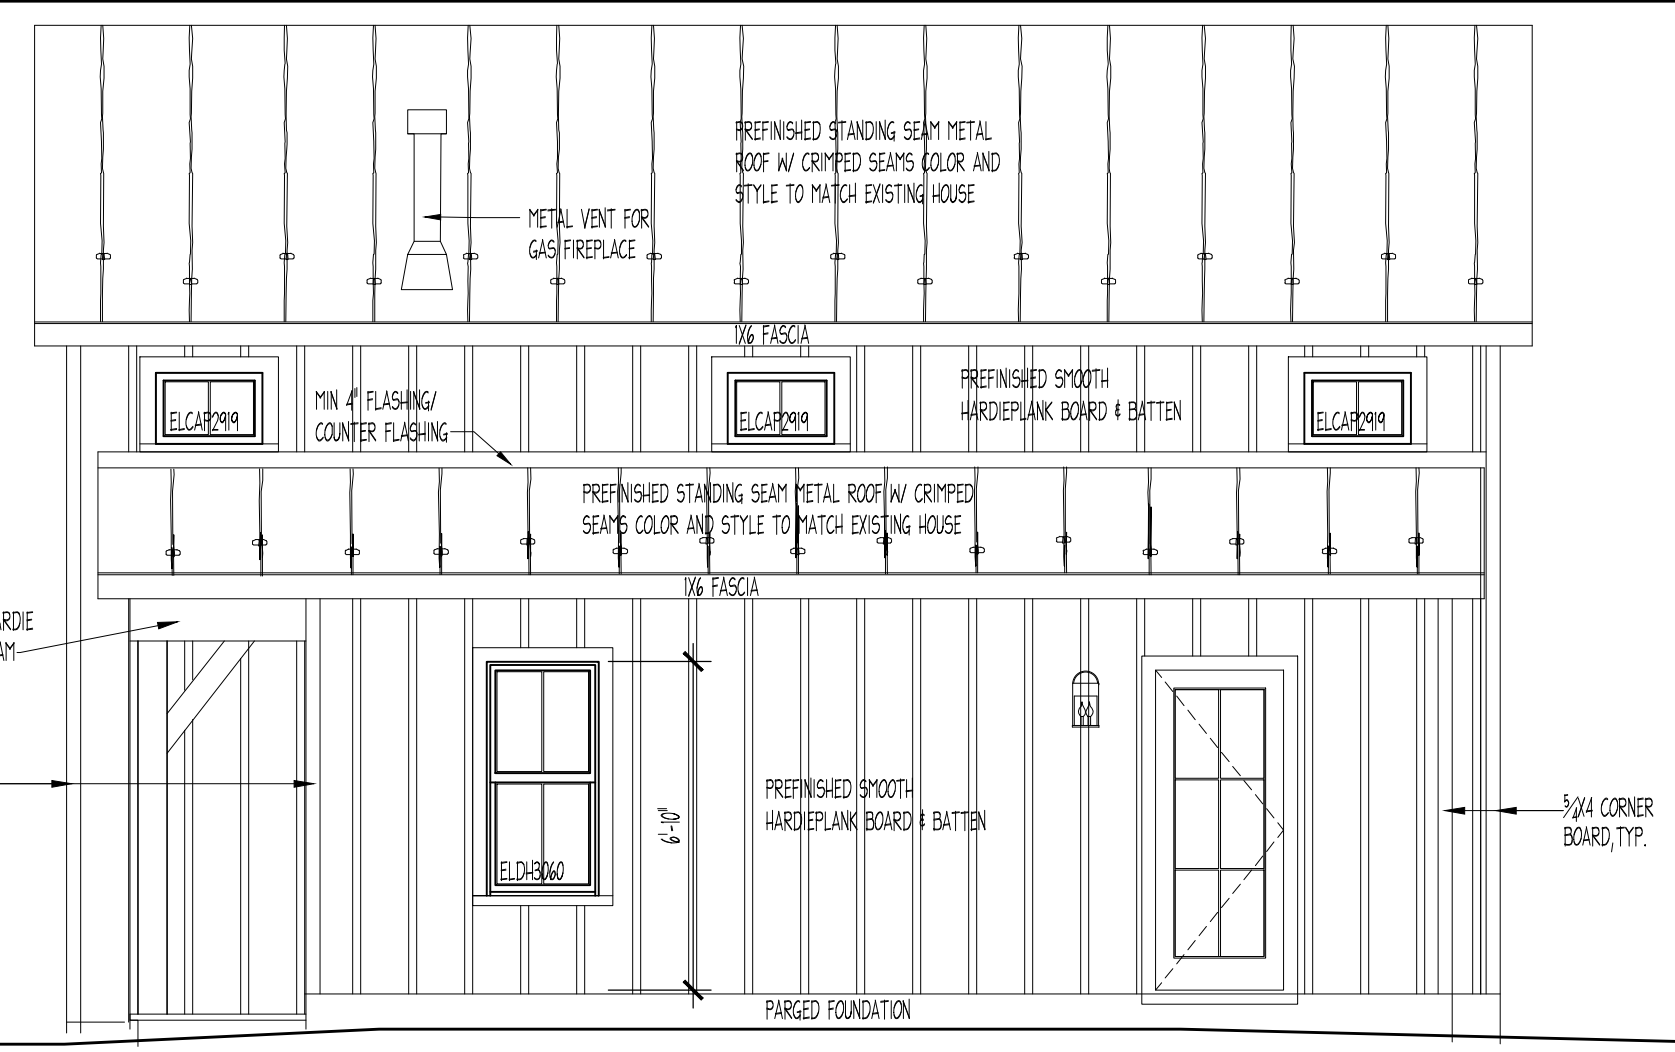 PREFINISHED STANDING SEAM METAL
ROOF W/ CRIMPED SEAMS COLOR AND
STYLE TO MATCH EXISTING HOUSE
METAL VENT FOR
GAS FIREPLACE
1X6 FASCIA
PREFINISHED SMOOTH
HARDIEPLANK BOARD & BATTEN
MIN 4" FLASHING/
COUNTER FLASHING
ELCAP2919
ELCAP2919
ELCAP2919
PREFINISHED STANDING SEAM METAL ROOF W/ CRIMPED
SEAMS COLOR AND STYLE TO MATCH EXISTING HOUSE
1X6 FASCIA
ARDIE
AM
6'-10"
PREFINISHED SMOOTH
HARDIEPLANK BOARD & BATTEN
ELDH3060
5/4X4 CORNER
BOARD, TYP.
PARGED FOUNDATION